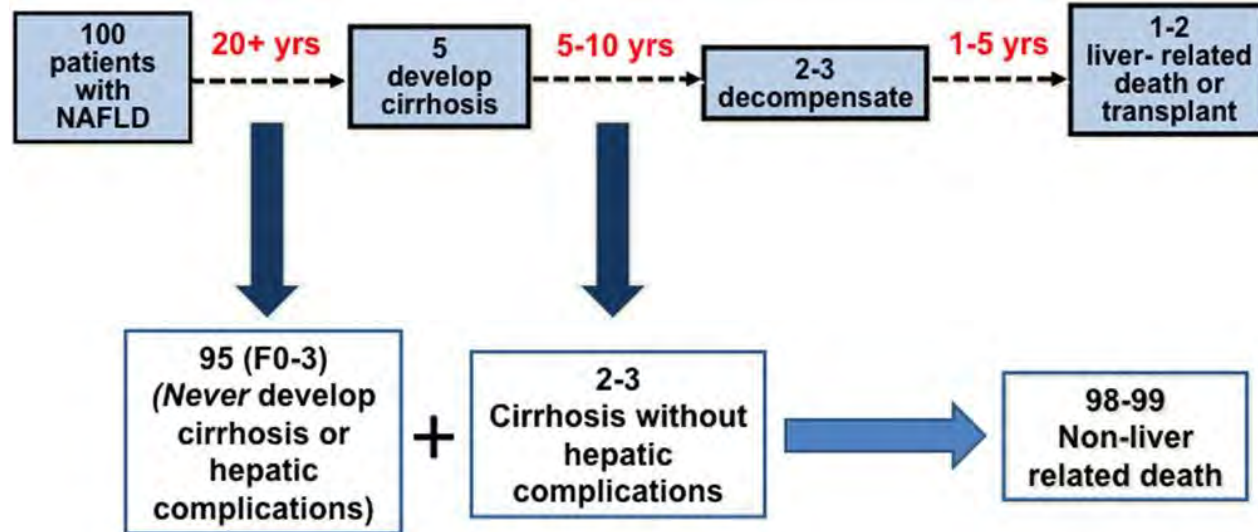 100
patients
with
NAFLD
20+ yrs
5
develop
cirrhosis
5-10 yrs
2-3
decompensate
1-5 yrs
1-2
liver- related
death or
transplant
95 (F0-3)
(Never develop
cirrhosis or
hepatic
complications)
+
2-3
Cirrhosis without
hepatic
complications
98-99
Non-liver
related death